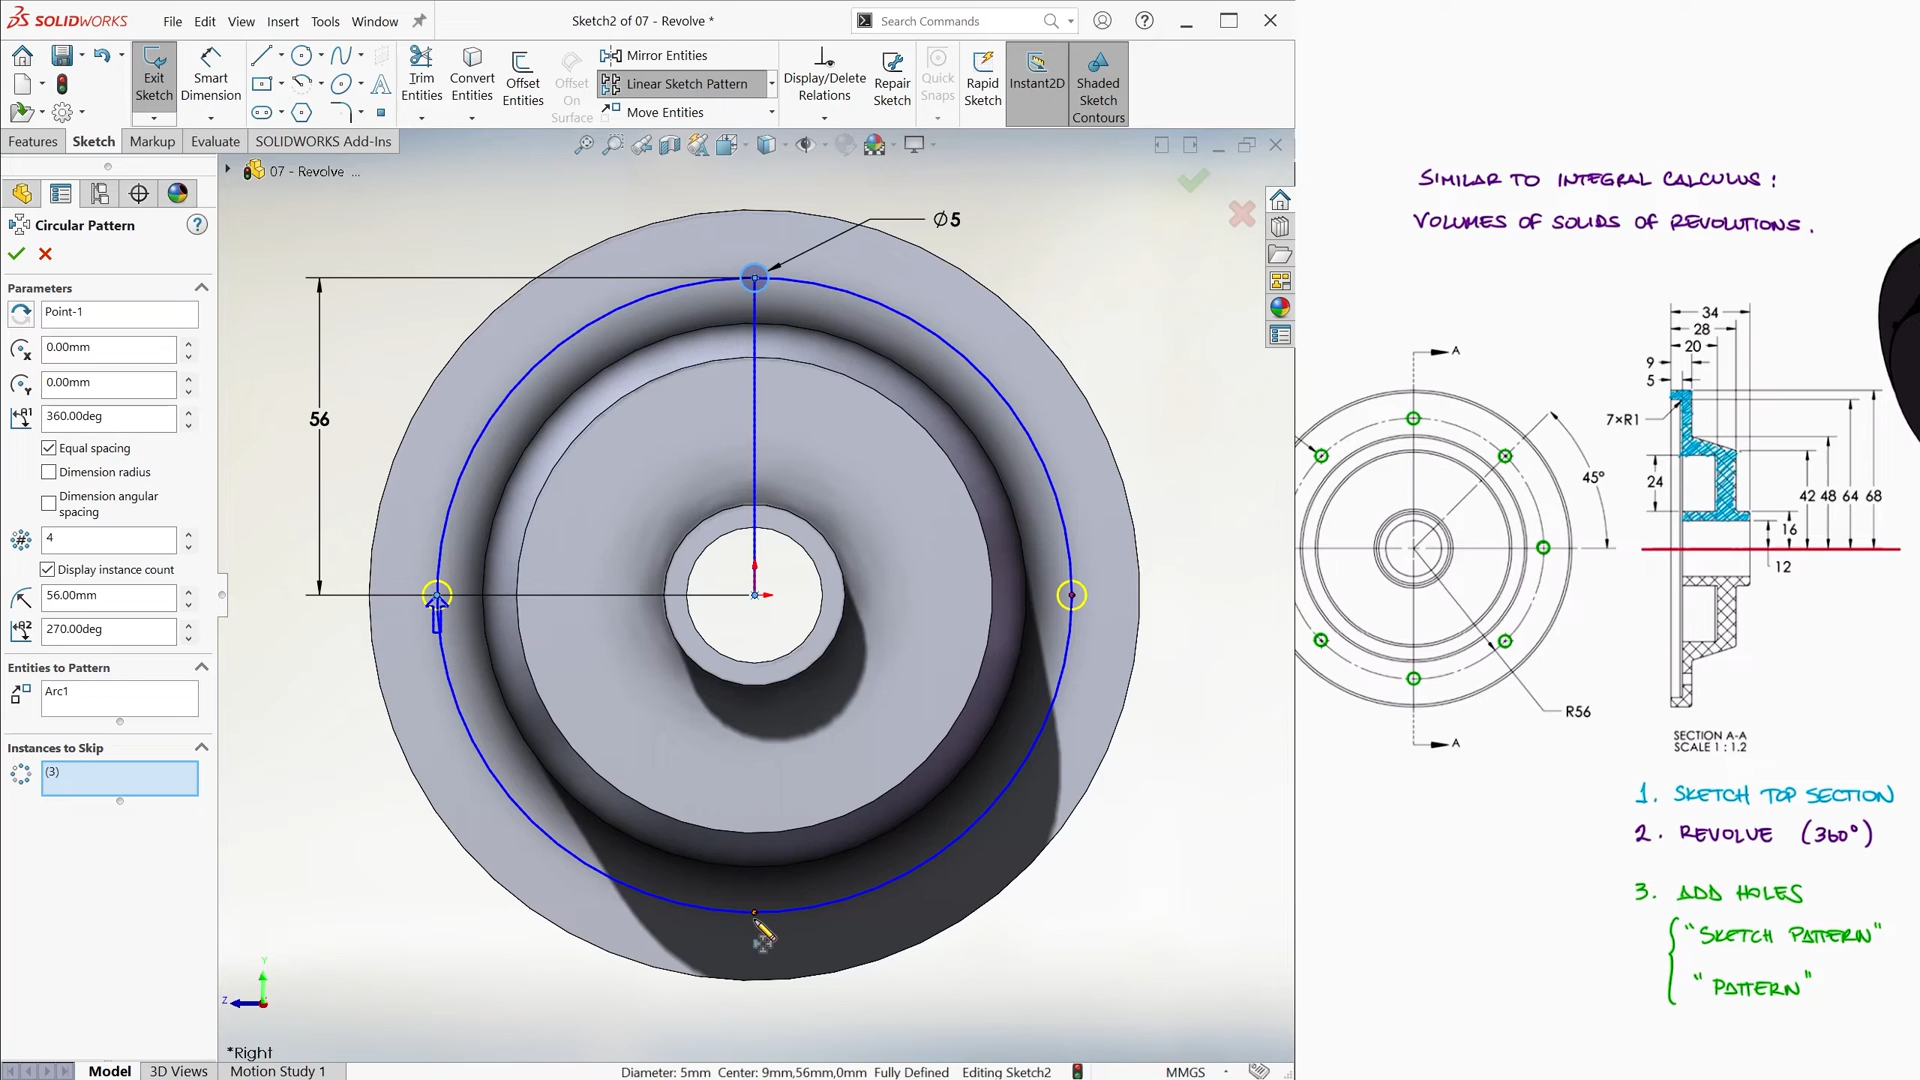 SOLIDWORKS
File Edit View Insert Tools Window
Sketch2 of 07 - Revolve *
Search Commands
Exit Sketch
Smart Dimension
Trim Entities
Convert Entities
Offset Entities
Offset On Surface
Mirror Entities
Linear Sketch Pattern
Move Entities
Display/Delete Relations
Repair Sketch
Quick Snaps
Rapid Sketch
Instant2D
Shaded Sketch Contours
Features Sketch Markup Evaluate SOLIDWORKS Add-Ins
07 - Revolve ...
Circular Pattern
Parameters
Point-1
0.00mm
0.00mm
360.00deg
Equal spacing
Dimension radius
Dimension angular
spacing
4
Display instance count
56.00mm
270.00deg
Entities to Pattern
Arc1
Instances to Skip
(3)
∅5
56
Y
Z
*Right
Model 3D Views Motion Study 1
Diameter: 5mm Center: 9mm,56mm,0mm Fully Defined Editing Sketch2
MMGS
SIMILAR TO INTEGRAL CALCULUS:
VOLUMES OF SOLIDS OF REVOLUTIONS.
A
45°
R56
A
34
28
20
9
5
7×R1
24
42 48 64 68
16
12
SECTION A-A
SCALE 1 : 1.2
1. SKETCH TOP SECTION
2. REVOLVE (360°)
3. ADD HOLES
"SKETCH PATTERN"
"PATTERN"